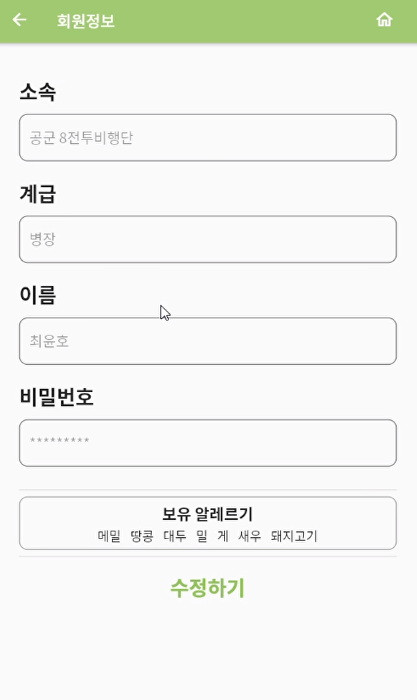 회원정보
소속
공군 8전투비행단
계급
병장
이름
최윤호
비밀번호
*********
보유 알레르기
메밀 땅콩 대두 밀 게 새우 돼지고기
수정하기